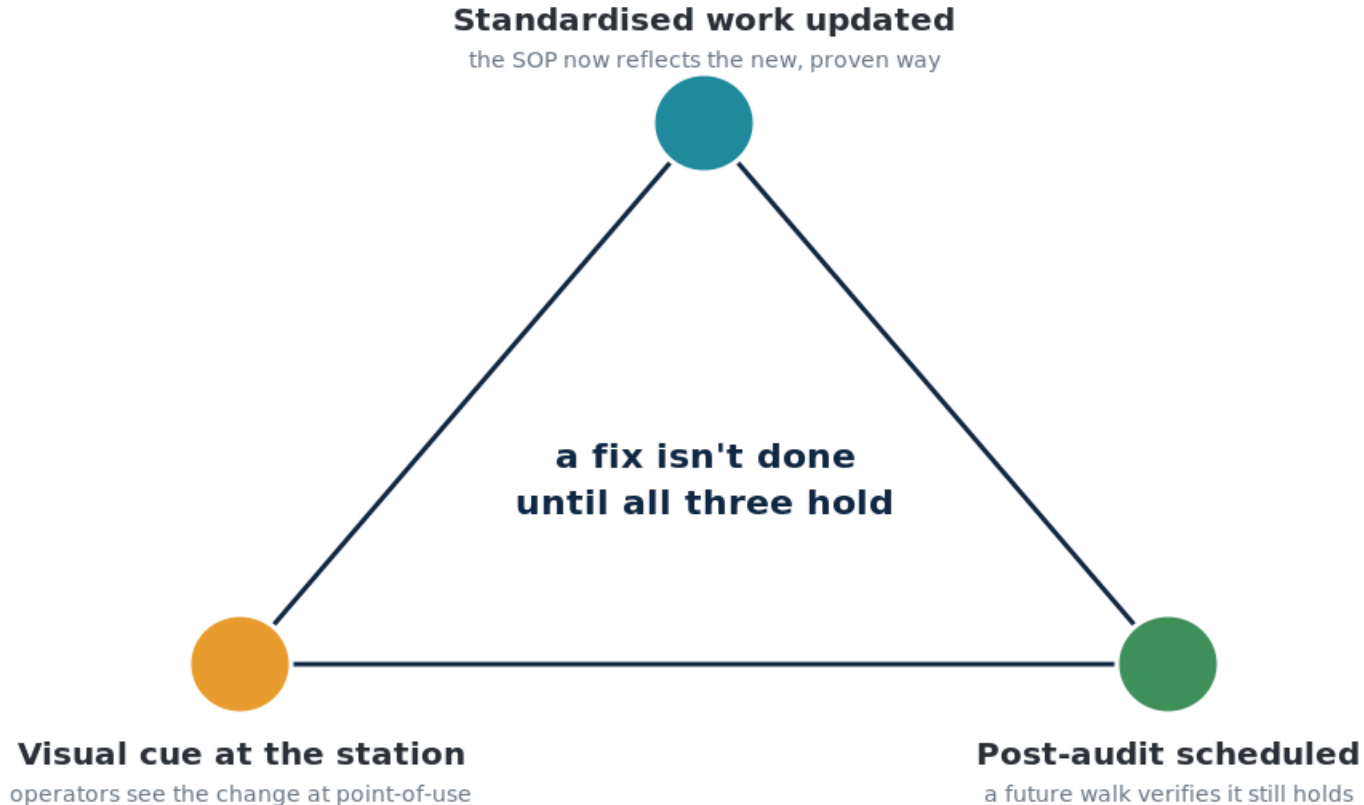 Standardised work updated
the SOP now reflects the new, proven way
a fix isn't done
until all three hold
Visual cue at the station
operators see the change at point-of-use
Post-audit scheduled
a future walk verifies it still holds